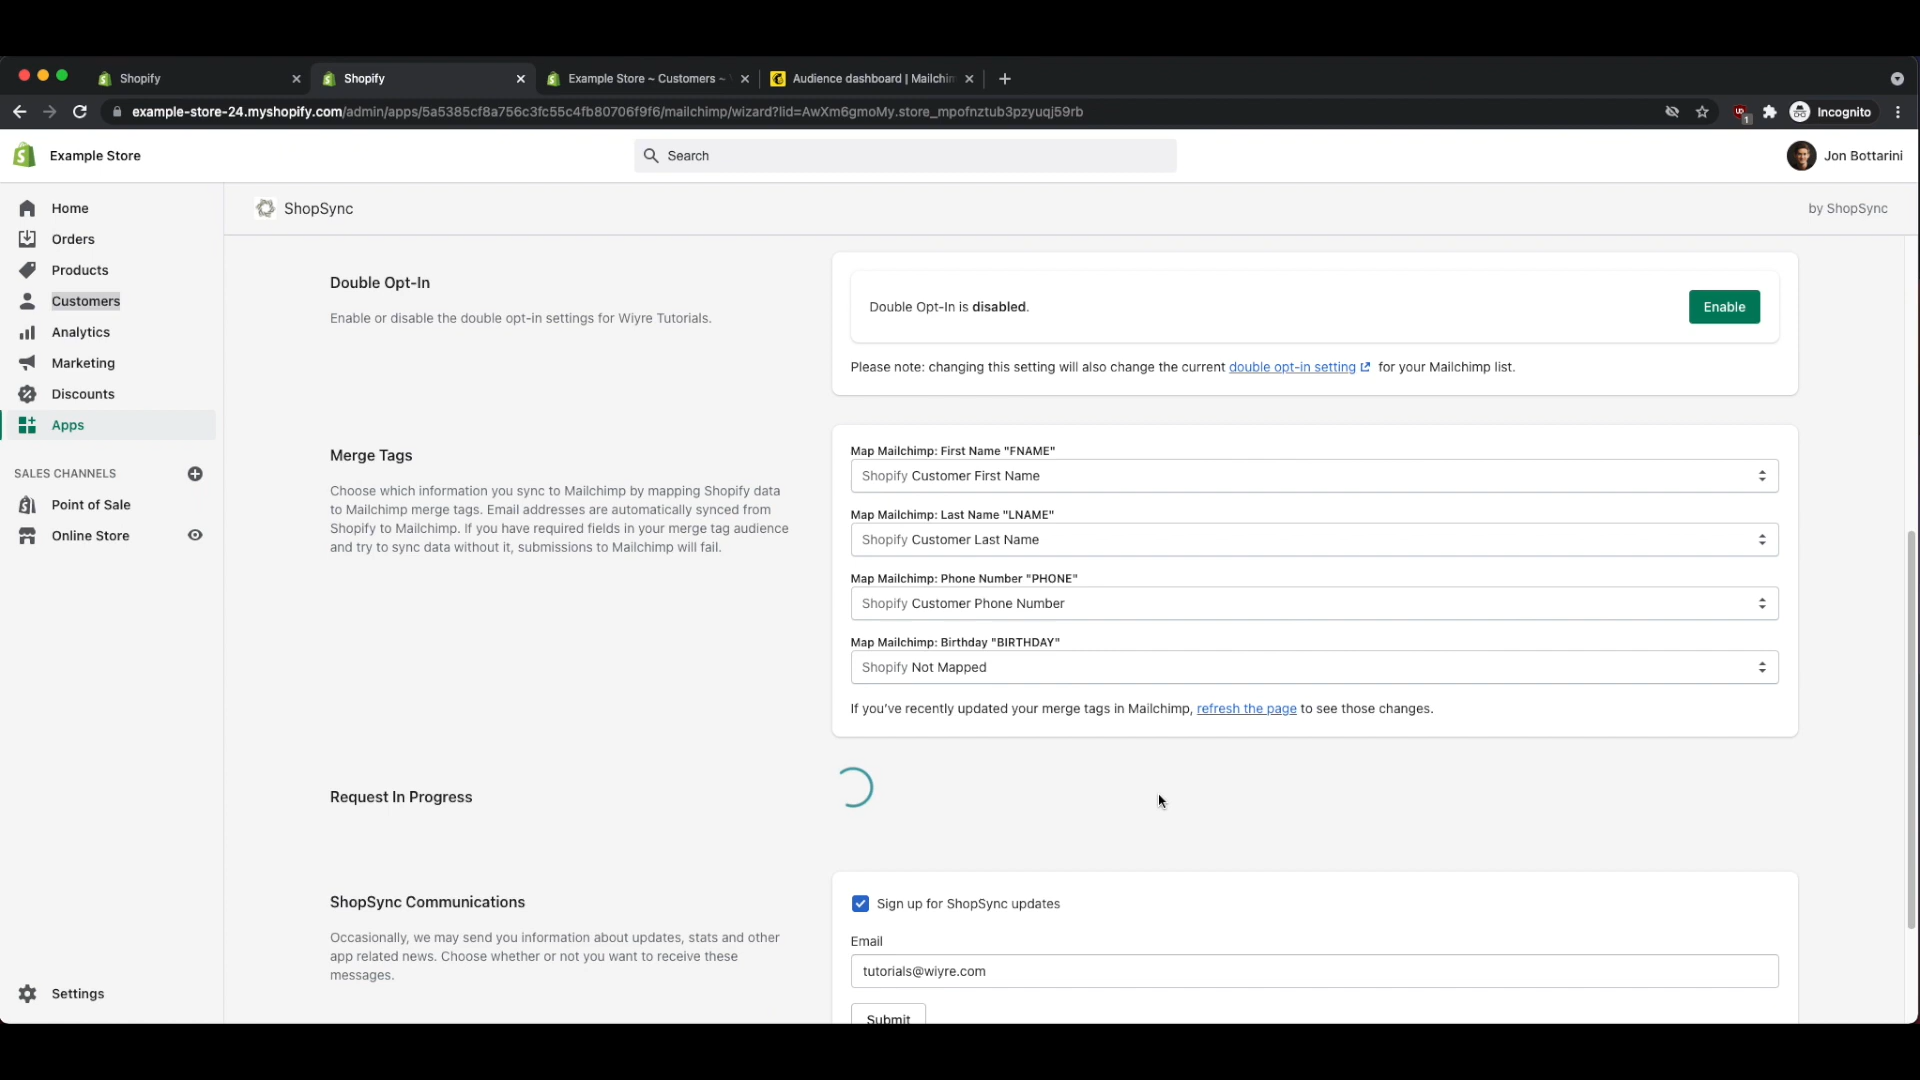 Shopify
Shopify
Example Store ~ Customers ~
Audience dashboard | Mailchim
example-store-24.myshopify.com/admin/apps/5a5385cf8a756c3fc55c4fb80706f9f6/mailchimp/wizard?lid=AwXm6gmoMy.store_mpofnztub3pzyuqj59rb
1
Incognito
Example Store
Search
Jon Bottarini
Home
Orders
Products
Customers
Analytics
Marketing
Discounts
Apps
SALES CHANNELS
Point of Sale
Online Store
Settings
ShopSync
by ShopSync
Double Opt-In
Enable or disable the double opt-in settings for Wiyre Tutorials.
Double Opt-In is disabled.
Enable
Please note: changing this setting will also change the current double opt-in setting for your Mailchimp list.
Merge Tags
Choose which information you sync to Mailchimp by mapping Shopify data
to Mailchimp merge tags. Email addresses are automatically synced from
Shopify to Mailchimp. If you have required fields in your merge tag audience
and try to sync data without it, submissions to Mailchimp will fail.
Map Mailchimp: First Name "FNAME"
Shopify Customer First Name
Map Mailchimp: Last Name "LNAME"
Shopify Customer Last Name
Map Mailchimp: Phone Number "PHONE"
Shopify Customer Phone Number
Map Mailchimp: Birthday "BIRTHDAY"
Shopify Not Mapped
If you've recently updated your merge tags in Mailchimp, refresh the page to see those changes.
Request In Progress
ShopSync Communications
Occasionally, we may send you information about updates, stats and other
app related news. Choose whether or not you want to receive these
messages.
Sign up for ShopSync updates
Email
tutorials@wiyre.com
Submit